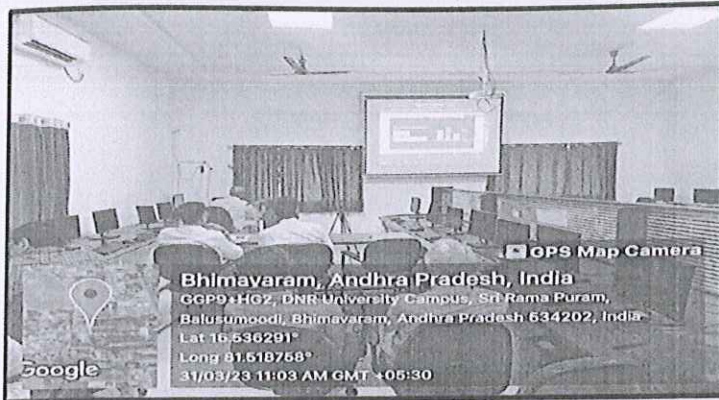 GPS Map Camera
Bhimavaram, Andhra Pradesh, India
GGP9+HG2, DNR University Campus, Sri Rama Puram,
Balusumoodi, Bhimavaram, Andhra Pradesh 534202, India
Lat 16.536291°
Long 81.518758°
31/03/23 11:03 AM GMT +05:30
Google